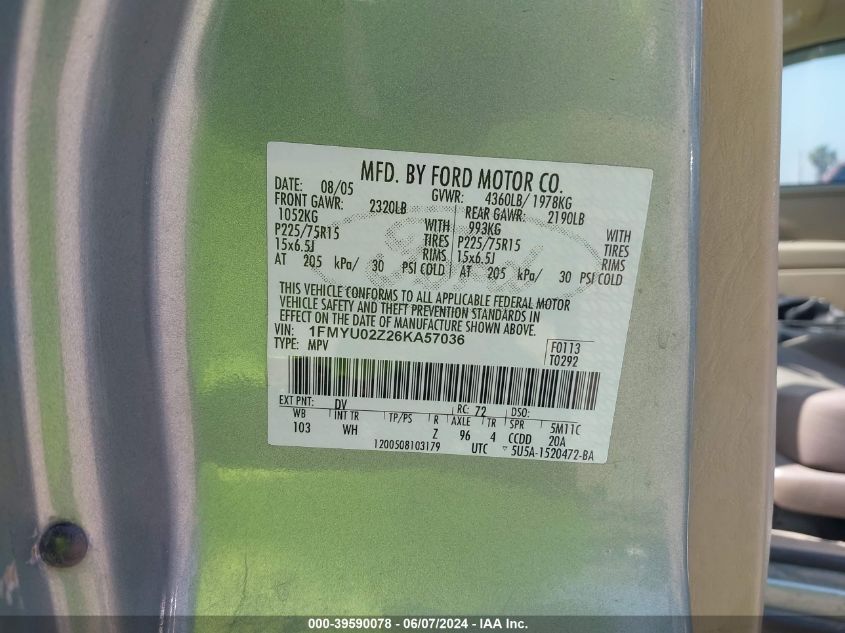 MFD. BY FORD MOTOR CO.
DATE: 08/05 GVWR: 4360LB/ 1978KG
FRONT GAWR: 2320LB REAR GAWR: 2190LB
1052KG WITH 993KG WITH
P225/75R15 TIRES P225/75R15 TIRES
15x6.5J RIMS 15x6.5J RIMS
AT 205 kPa/ 30 PSI COLD AT 205 kPa/ 30 PSI COLD
THIS VEHICLE CONFORMS TO ALL APPLICABLE FEDERAL MOTOR
VEHICLE SAFETY AND THEFT PREVENTION STANDARDS IN
EFFECT ON THE DATE OF MANUFACTURE SHOWN ABOVE.
VIN: 1FMYU02Z26KA57036
TYPE: MPV
F0113
T0292
EXT PNT: DV RC: 72 DSO:
WB INT TR TP/PS R AXLE TR SPR 5M11C
103 WH Z 96 4 CCDD 20A
1200508103179 UTC ▽5U5A-1520472-BA
000-39590078 - 06/07/2024 - IAA Inc.